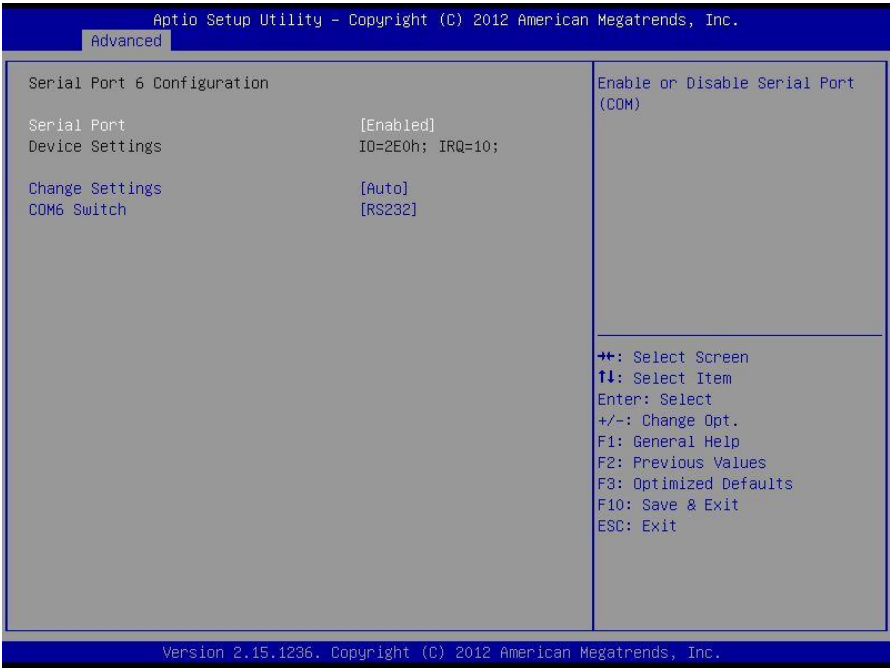 Aptio Setup Utility – Copyright (C) 2012 American Megatrends, Inc.
Advanced
Serial Port 6 Configuration
Serial Port [Enabled]
Device Settings IO=2E0h; IRQ=10;
Change Settings [Auto]
COM6 Switch [RS232]
Enable or Disable Serial Port
(COM)
→←: Select Screen
↑↓: Select Item
Enter: Select
+/-: Change Opt.
F1: General Help
F2: Previous Values
F3: Optimized Defaults
F10: Save & Exit
ESC: Exit
Version 2.15.1236. Copyright (C) 2012 American Megatrends, Inc.